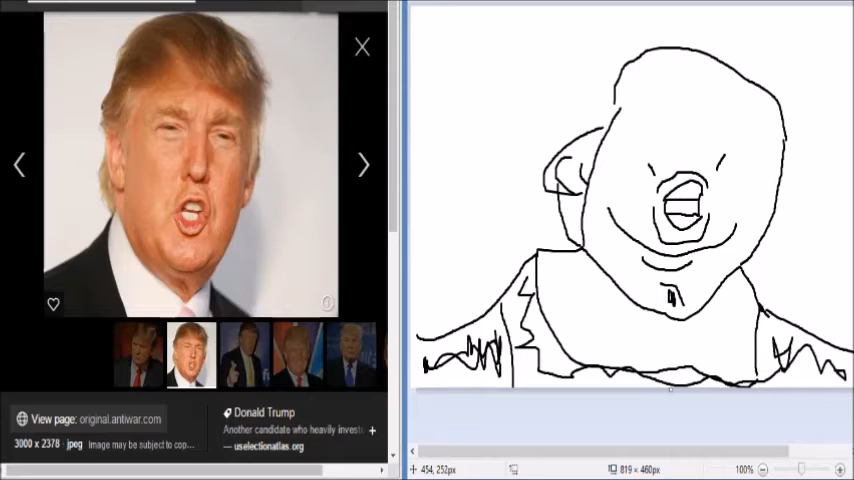 View page: original.antiwar.com
3000 x 2378 · jpeg Image may be subject to cop...
Donald Trump
Another candidate who heavily invest
— uselectionatlas.org
454, 252px
819 × 460px
100%